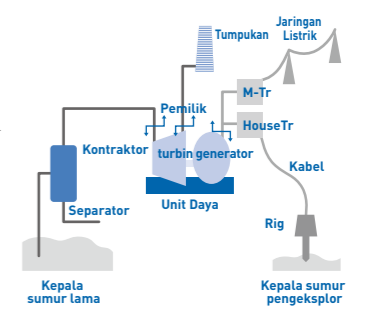 Tumpukan
Jaringan
Listrik
M-Tr
Pemilik
HouseTr
Kontraktor
turbin generator
Kabel
Separator
Unit Daya
Rig
Kepala
sumur lama
Kepala sumur
pengeksplor